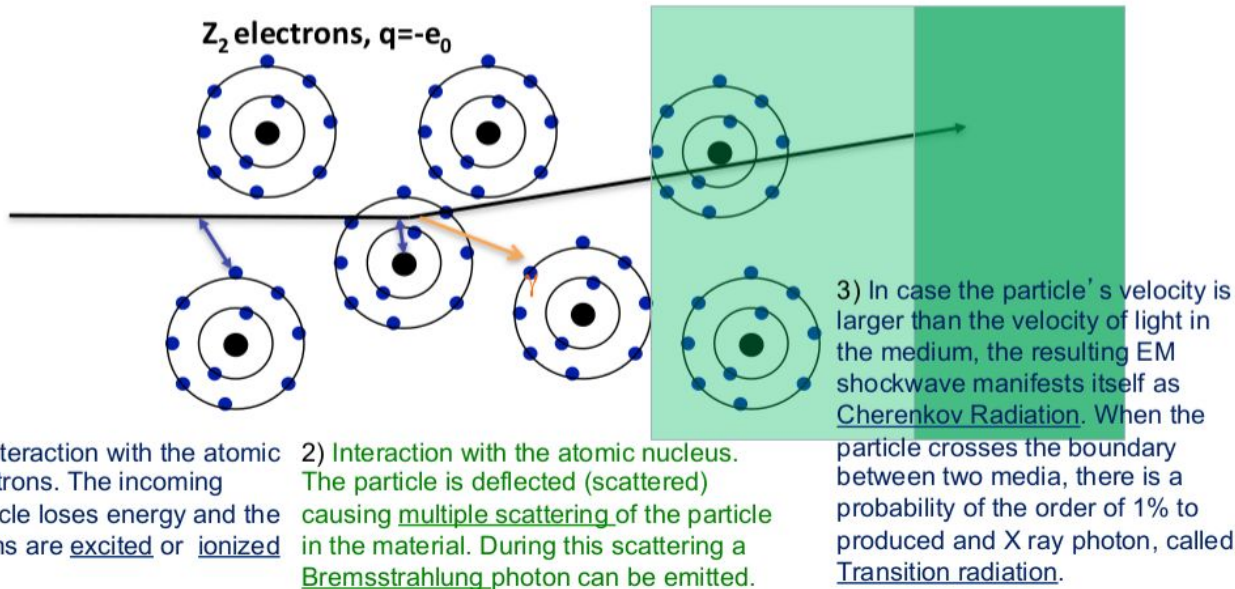 Z₂ electrons, q=-e₀
γ
teraction with the atomic
trons. The incoming
cle loses energy and the
ns are excited or ionized
2) Interaction with the atomic nucleus.
The particle is deflected (scattered)
causing multiple scattering of the particle
in the material. During this scattering a
Bremsstrahlung photon can be emitted.
3) In case the particle's velocity is
larger than the velocity of light in
the medium, the resulting EM
shockwave manifests itself as
Cherenkov Radiation. When the
particle crosses the boundary
between two media, there is a
probability of the order of 1% to
produced and X ray photon, called
Transition radiation.